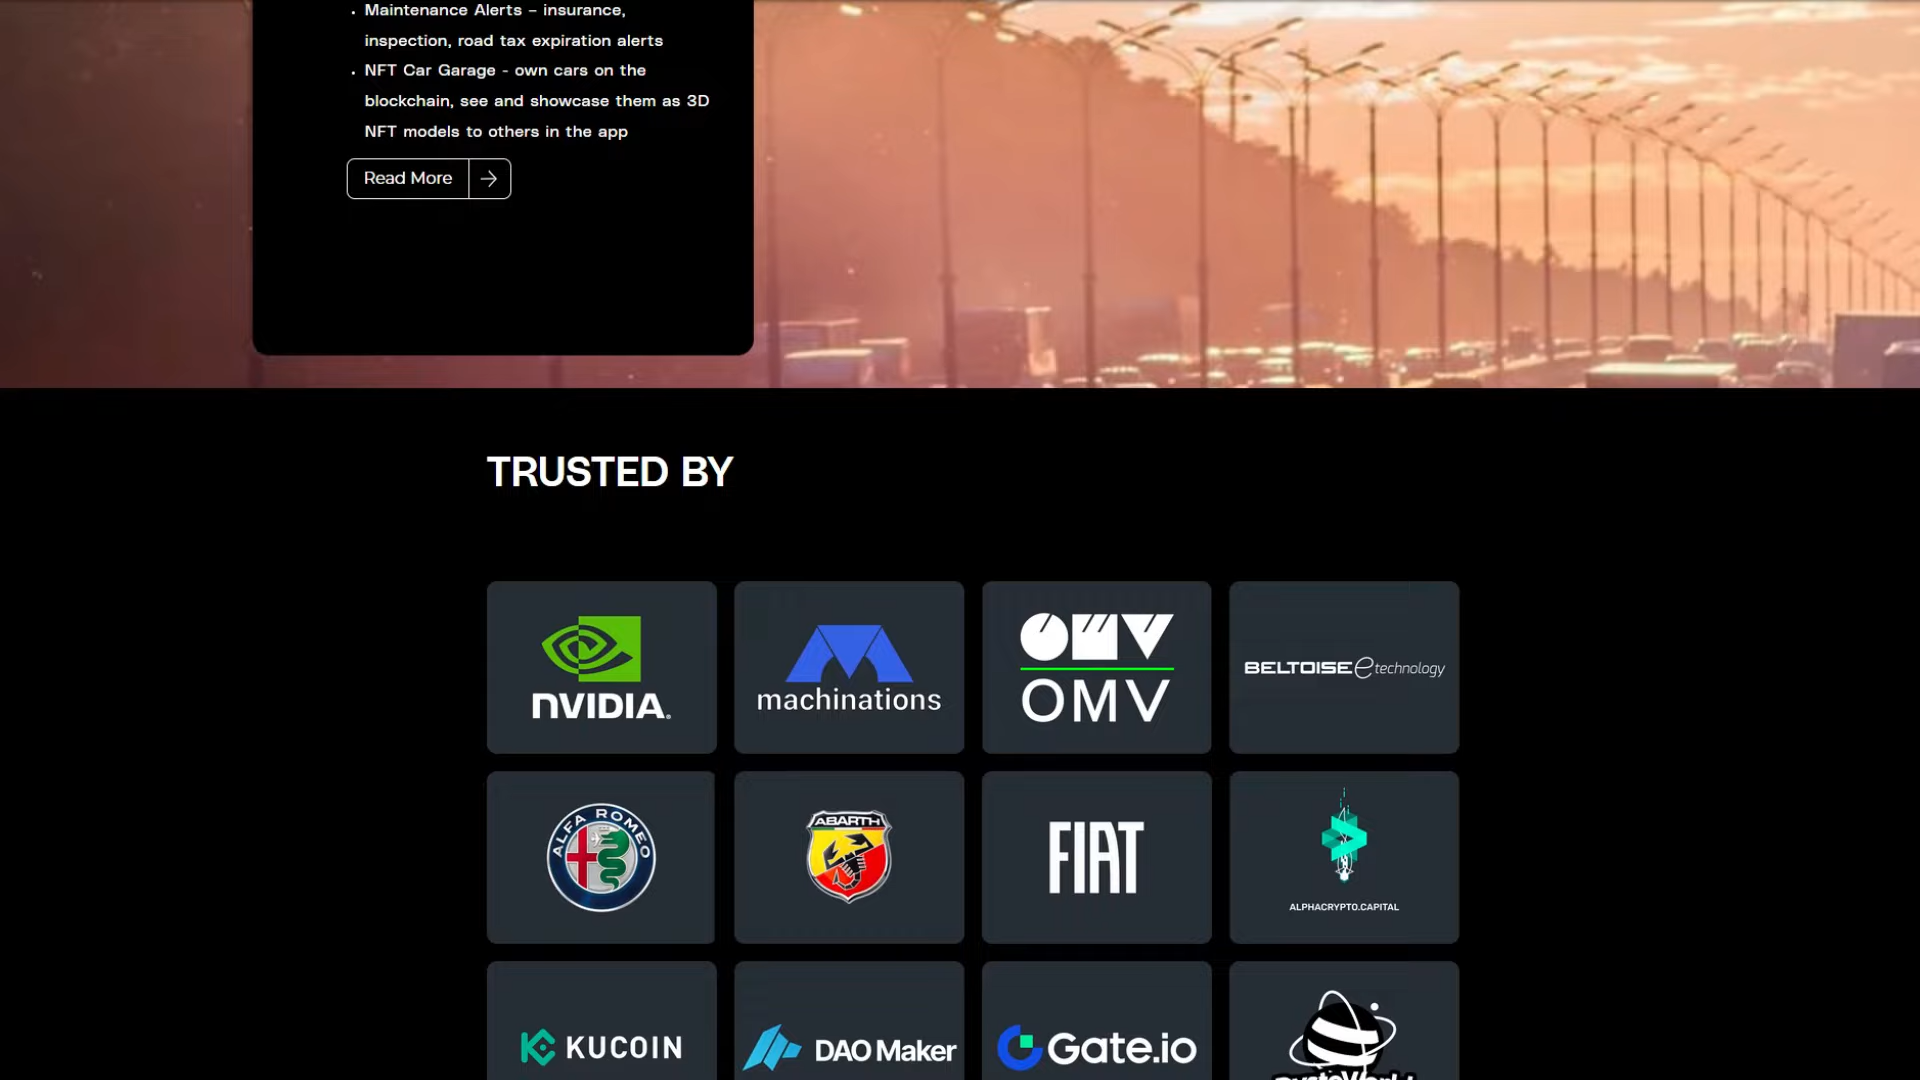 Maintenance Alerts – insurance,
inspection, road tax expiration alerts
NFT Car Garage - own cars on the
blockchain, see and showcase them as 3D
NFT models to others in the app
Read More
TRUSTED BY
NVIDIA.
machinations
OMV
OMV
BELTOISE e technology
ALFA ROMEO
ABARTH
FIAT
ALPHACRYPTO.CAPITAL
KUCOIN
DAO Maker
Gate.io